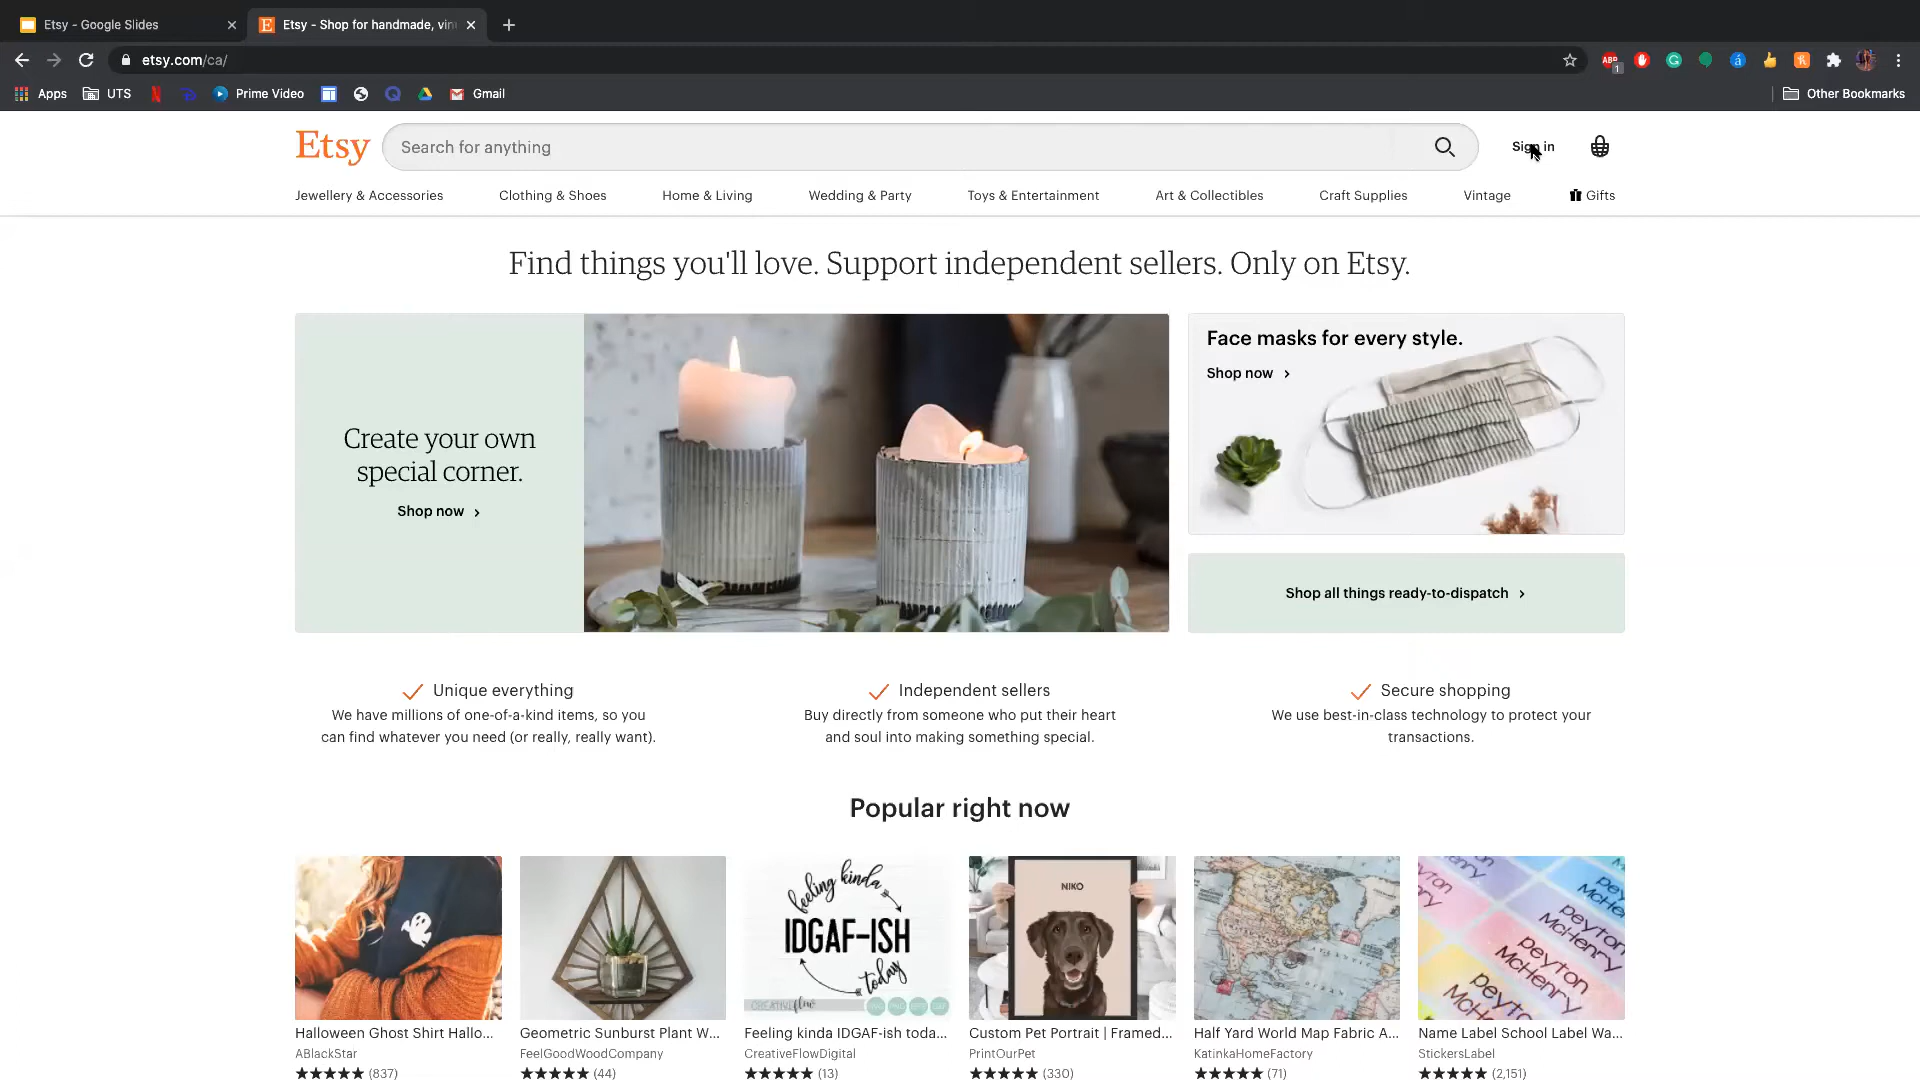 Etsy - Google Slides
Etsy - Shop for handmade, vin
etsy.com/ca/
ABP
1
Apps
UTS
Prime Video
Gmail
Other Bookmarks
Etsy
Search for anything
Sign in
Jewellery & Accessories
Clothing & Shoes
Home & Living
Wedding & Party
Toys & Entertainment
Art & Collectibles
Craft Supplies
Vintage
Gifts
Find things you'll love. Support independent sellers. Only on Etsy.
Create your own
special corner.
Shop now
Face masks for every style.
Shop now
Shop all things ready-to-dispatch
Unique everything
We have millions of one-of-a-kind items, so you
can find whatever you need (or really, really want).
Independent sellers
Buy directly from someone who put their heart
and soul into making something special.
Secure shopping
We use best-in-class technology to protect your
transactions.
Popular right now
feeling kinda
IDGAF-ISH
today
CREATIVEflow
NIKO
peyton
McHenry
Halloween Ghost Shirt Hallo...
ABlackStar
(837)
Geometric Sunburst Plant W...
FeelGoodWoodCompany
(44)
Feeling kinda IDGAF-ish toda...
CreativeFlowDigital
(13)
Custom Pet Portrait | Framed...
PrintOurPet
(330)
Half Yard World Map Fabric A...
KatinkaHomeFactory
(71)
Name Label School Label Wa...
StickersLabel
(2,151)